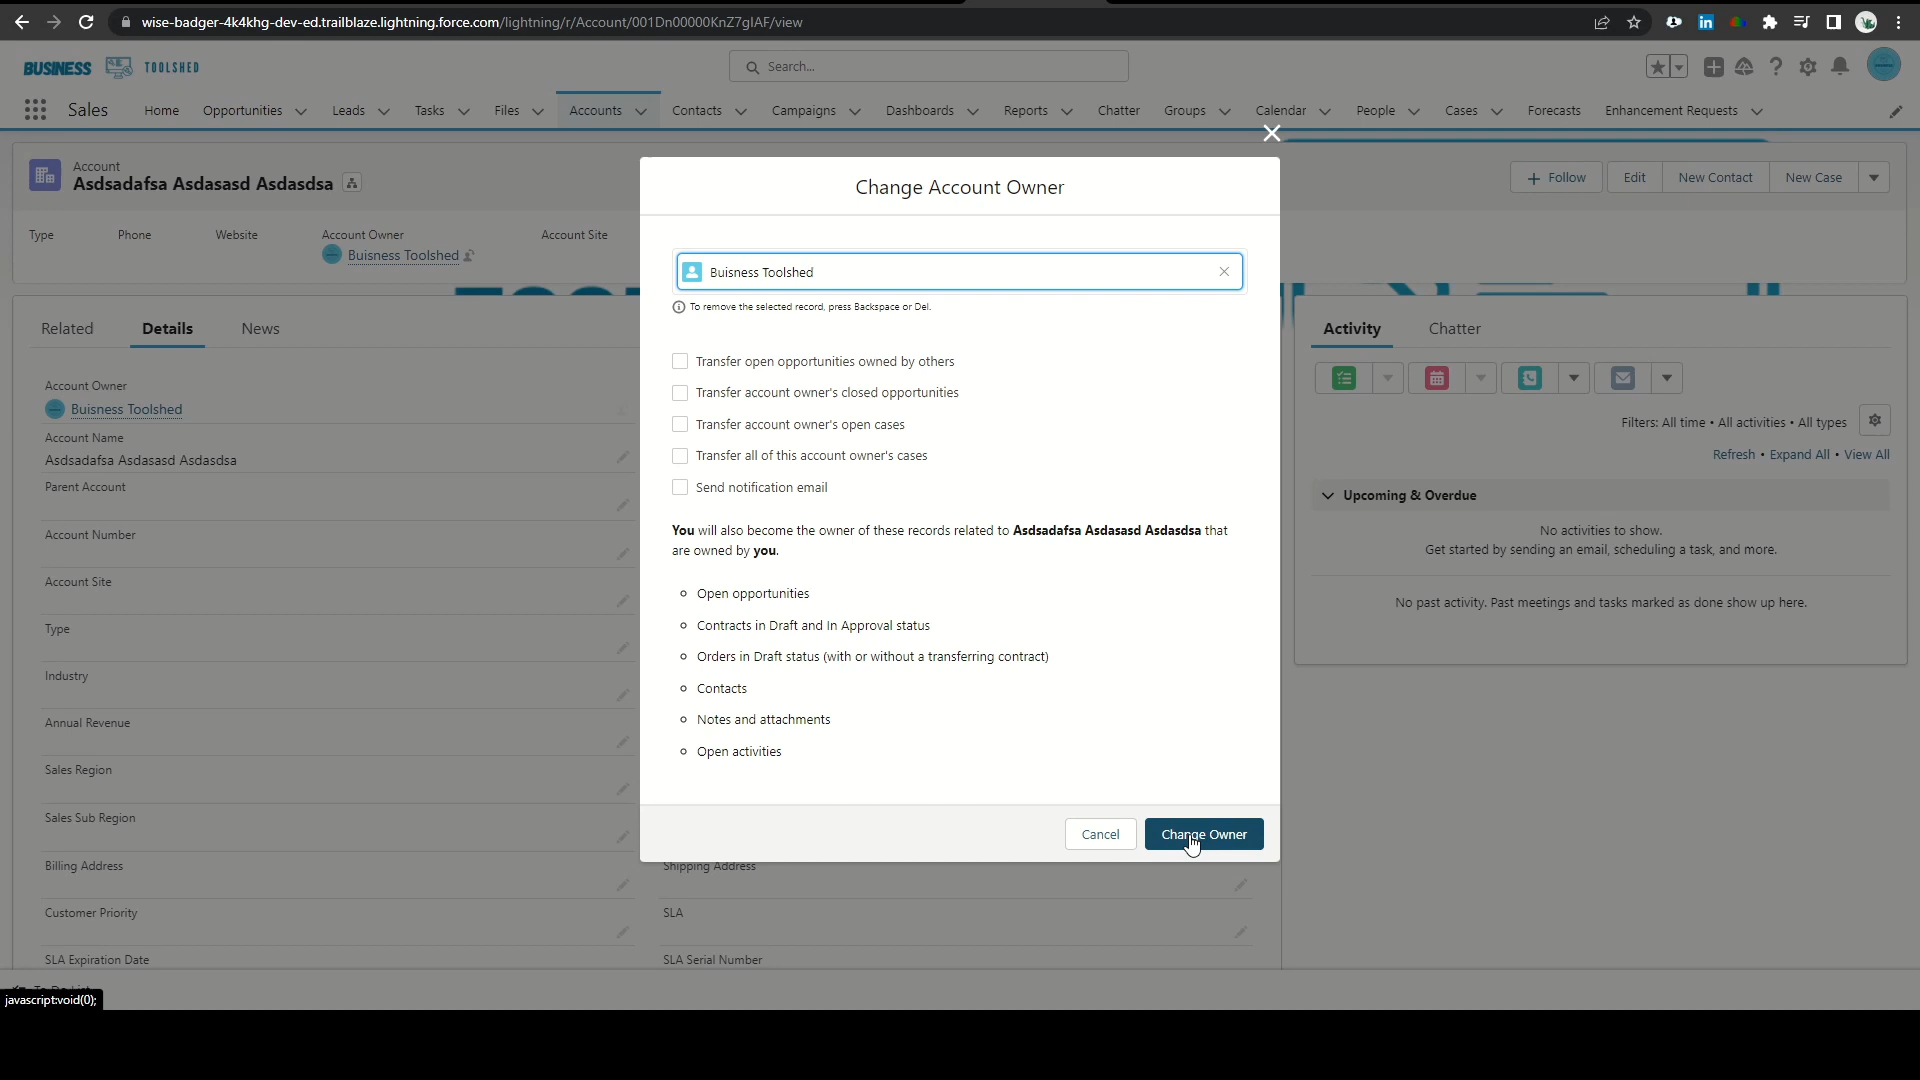 wise-badger-4k4khg-dev-ed.trailblaze.lightning.force.com/lightning/r/Account/001Dn00000KnZ7gIAF/view
BUSINESS TOOLSHED
Search...
Sales Home Opportunities Leads Tasks Files Accounts Contacts Campaigns Dashboards Reports Chatter Groups Calendar People Cases Forecasts Enhancement Requests
Account
Asdsadafsa Asdasasd Asdasdsa
Follow Edit New Contact New Case
Type Phone Website Account Owner Account Site
Buisness Toolshed
Related Details News
Account Owner
Buisness Toolshed
Account Name
Asdsadafsa Asdasasd Asdasdsa
Parent Account
Account Number
Account Site
Type
Industry
Annual Revenue
Sales Region
Sales Sub Region
Billing Address
Shipping Address
Customer Priority
SLA
SLA Expiration Date
SLA Serial Number
Change Account Owner
Buisness Toolshed
To remove the selected record, press Backspace or Del.
Transfer open opportunities owned by others
Transfer account owner's closed opportunities
Transfer account owner's open cases
Transfer all of this account owner's cases
Send notification email
You will also become the owner of these records related to Asdsadafsa Asdasasd Asdasdsa that
are owned by you.
Open opportunities
Contracts in Draft and In Approval status
Orders in Draft status (with or without a transferring contract)
Contacts
Notes and attachments
Open activities
Cancel Change Owner
Activity Chatter
Filters: All time • All activities • All types
Refresh • Expand All • View All
Upcoming & Overdue
No activities to show.
Get started by sending an email, scheduling a task, and more.
No past activity. Past meetings and tasks marked as done show up here.
To Do List
javascript:void(0);